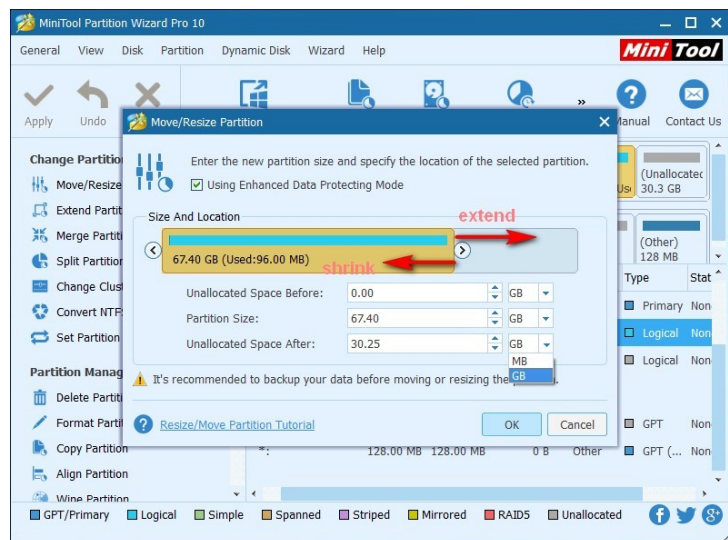 MiniTool Partition Wizard Pro 10
General View Disk Partition Dynamic Disk Wizard Help
Mini Tool
Apply Undo Manual Contact Us
»
Move/Resize Partition
Enter the new partition size and specify the location of the selected partition.
Using Enhanced Data Protecting Mode
Size And Location
extend
67.40 GB (Used:96.00 MB)
shrink
Unallocated Space Before: 0.00 GB
Partition Size: 67.40 GB
Unallocated Space After: 30.25 GB
MB
GB
It's recommended to backup your data before moving or resizing the
Resize/Move Partition Tutorial
OK Cancel
Change Partitio
Move/Resize
Extend Partit
Merge Partiti
Split Partition
Change Clust
Convert NTF
Set Partition
Partition Manag
Delete Partiti
Format Partit
Copy Partition
Align Partition
Wipe Partition
(Unallocatec
Use 30.3 GB
(Other)
128 MB
Type Stat
Primary Non
Logical Non
Logical Non
GPT Non
*: 128.00 MB 128.00 MB 0 B Other GPT (... Non
GPT/Primary Logical Simple Spanned Striped Mirrored RAID5 Unallocated